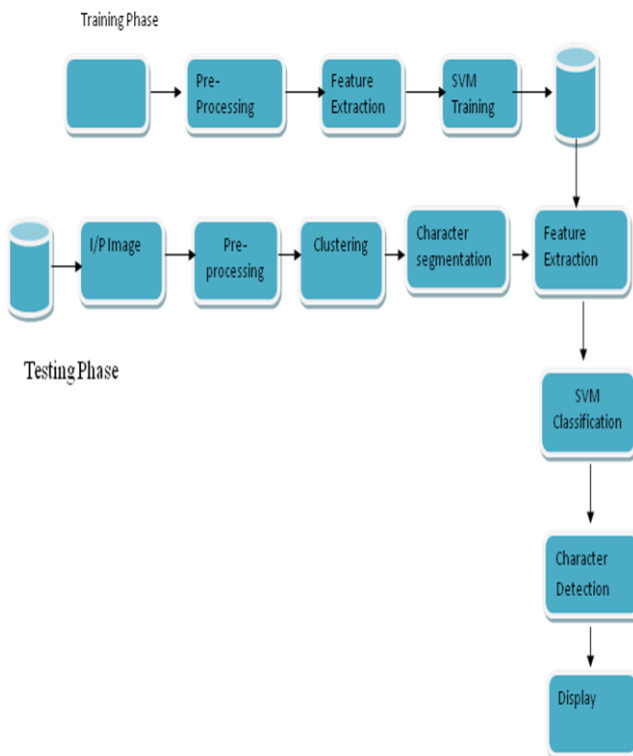 Training Phase
Pre-
Processing
Feature
Extraction
SVM
Training
I/P Image
Pre-
processing
Clustering
Character
segmentation
Feature
Extraction
Testing Phase
SVM
Classification
Character
Detection
Display